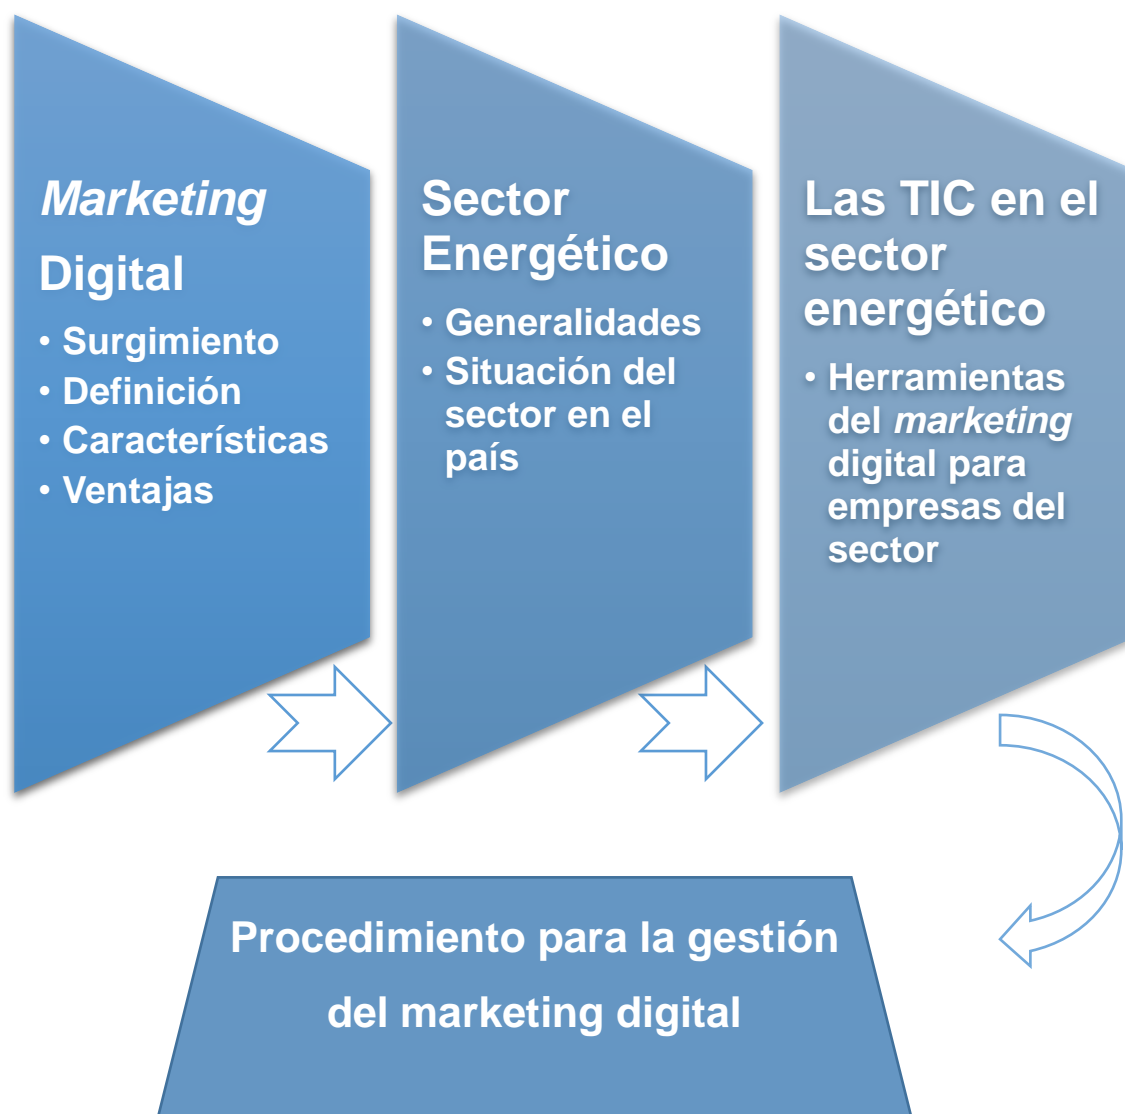 Marketing
Digital
• Surgimiento
• Definición
• Características
• Ventajas
Sector
Energético
• Generalidades
• Situación del
sector en el
país
Las TIC en el
sector
energético
• Herramientas
del marketing
digital para
empresas del
sector
Procedimiento para la gestión
del marketing digital